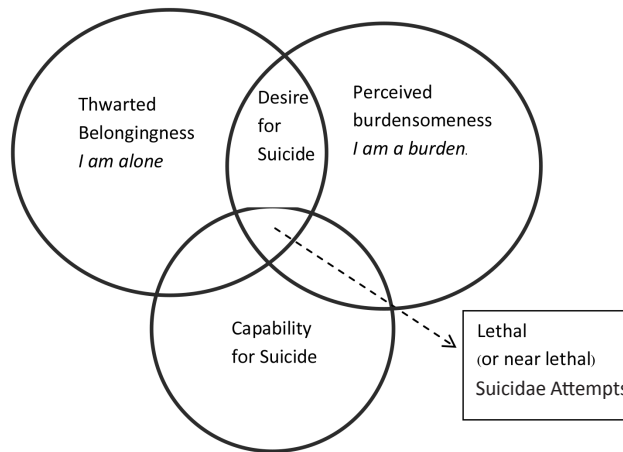 Thwarted
Belongingness
I am alone
Desire
for
Suicide
Perceived
burdensomeness
I am a burden.
Capability
for Suicide
Lethal
(or near lethal)
Suicidae Attempts